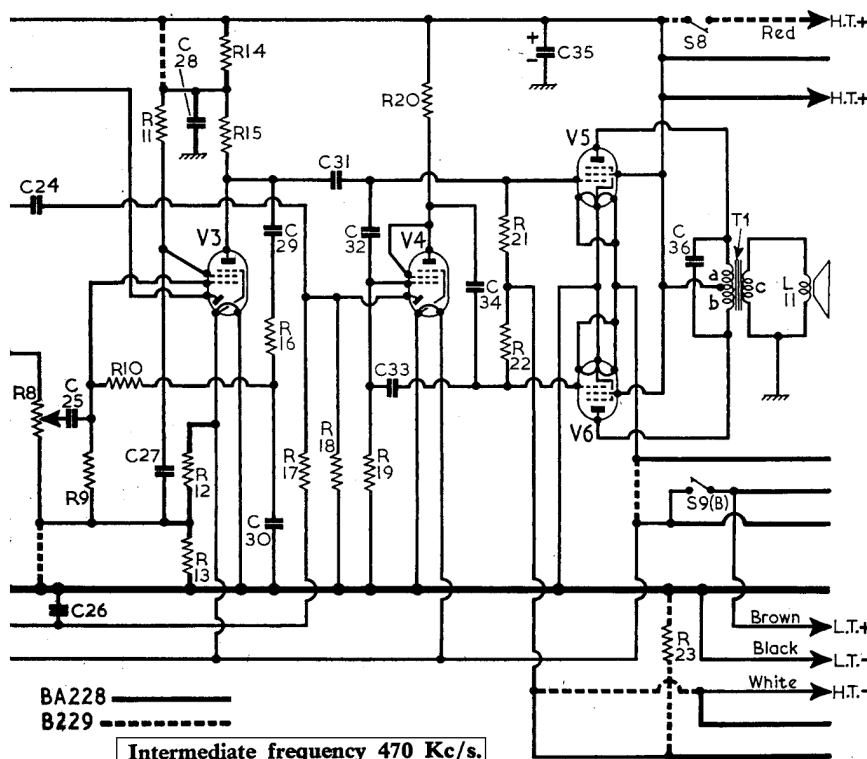 H.T.+
S8
Red
C
28
R14
C35
R20
H.T.+
R
11
R15
V5
C31
C24
T1
V3
C
29
C
32
V4
R
21
C
36
a
b
c
L
11
C
34
R
16
R
22
R10
C33
R8
C
25
V6
C27
R
12
R
17
R
18
R
19
R9
S9(B)
C
30
R
13
C26
Brown
L.T.+
R
23
Black
L.T.-
White
H.T.-
BA228
B229
Intermediate frequency 470 Kc/s.